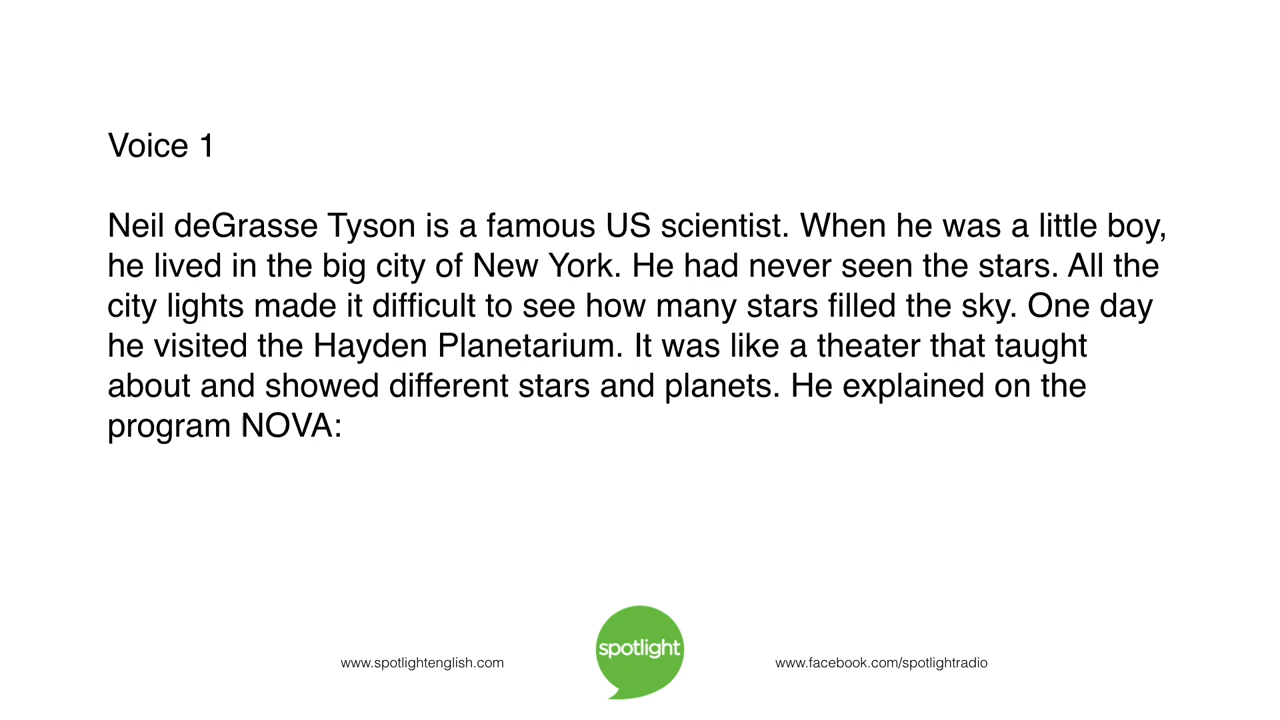 Voice 1
Neil deGrasse Tyson is a famous US scientist. When he was a little boy,
he lived in the big city of New York. He had never seen the stars. All the
city lights made it difficult to see how many stars filled the sky. One day
he visited the Hayden Planetarium. It was like a theater that taught
about and showed different stars and planets. He explained on the
program NOVA:
www.spotlightenglish.com
spotlight
www.facebook.com/spotlightradio